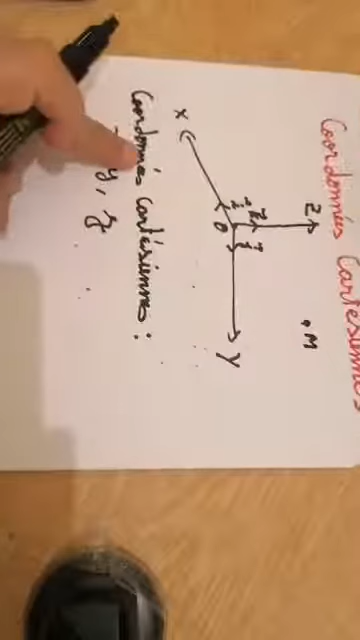 Coordonnées Cartésiennes
Z
M
k
i
j
O
X
Y
Coordonnées Cartésiennes :
y, z